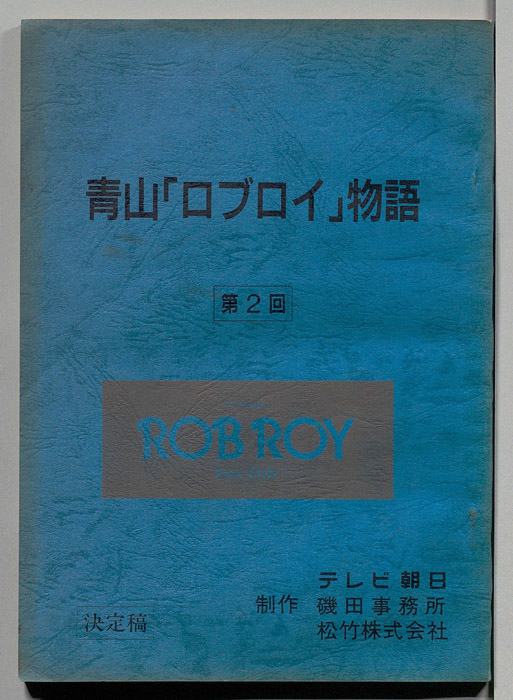 青山「ロブロイ」物語
第2回
ROB ROY
テレビ朝日
制作 磯田事務所
松竹株式会社
決定稿